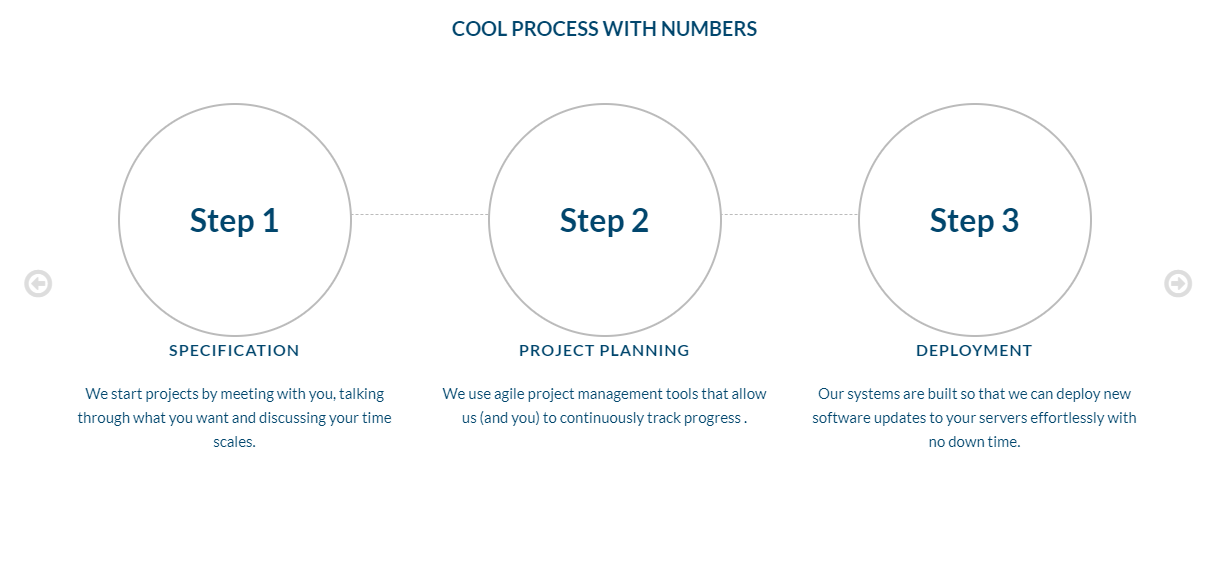 COOL PROCESS WITH NUMBERS
Step 1
Step 2
Step 3
SPECIFICATION
We start projects by meeting with you, talking
through what you want and discussing your time
scales.
PROJECT PLANNING
We use agile project management tools that allow
us (and you) to continuously track progress .
DEPLOYMENT
Our systems are built so that we can deploy new
software updates to your servers effortlessly with
no down time.